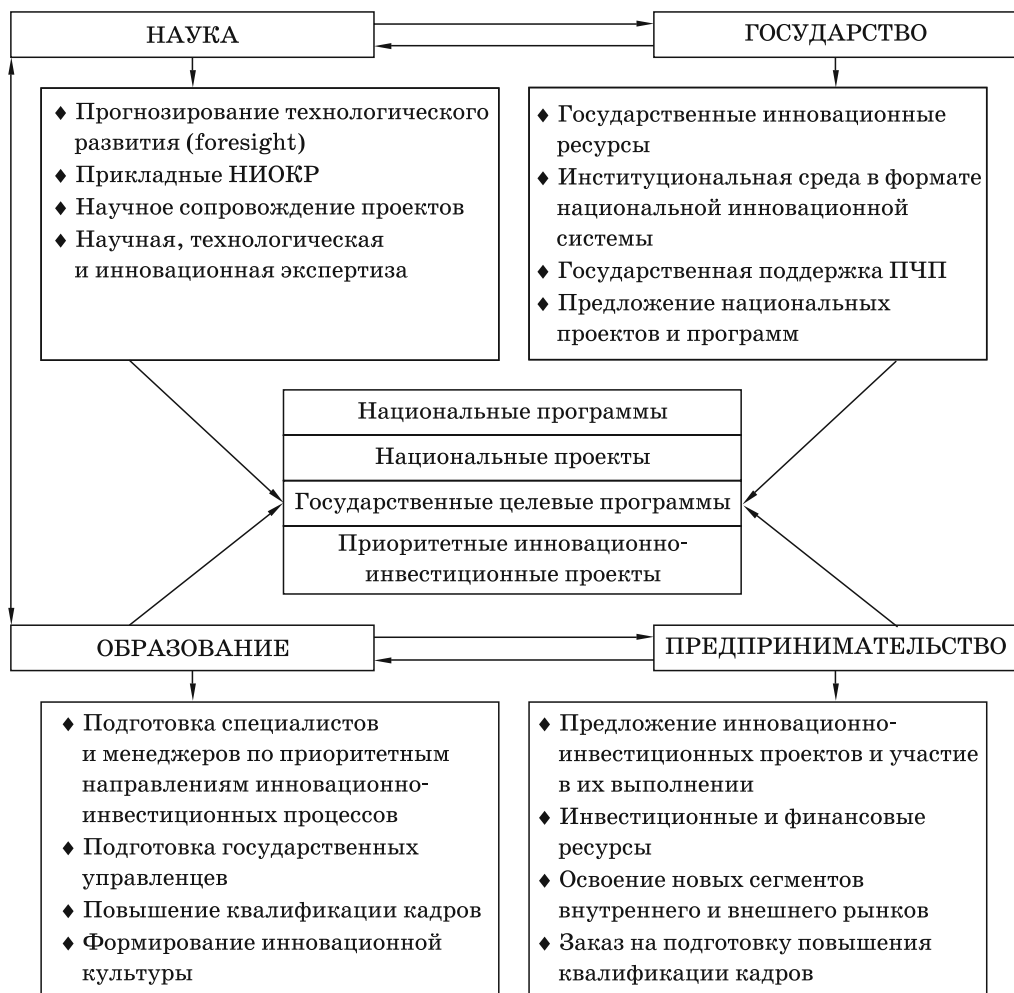 НАУКА
ГОСУДАРСТВО
♦ Прогнозирование технологического
развития (foresight)
♦ Прикладные НИОКР
♦ Научное сопровождение проектов
♦ Научная, технологическая
и инновационная экспертиза
♦ Государственные инновационные
ресурсы
♦ Институциональная среда в формате
национальной инновационной
системы
♦ Государственная поддержка ПЧП
♦ Предложение национальных
проектов и программ
Национальные программы
Национальные проекты
Государственные целевые программы
Приоритетные инновационно-
инвестиционные проекты
ОБРАЗОВАНИЕ
ПРЕДПРИНИМАТЕЛЬСТВО
♦ Подготовка специалистов
и менеджеров по приоритетным
направлениям инновационно-
инвестиционных процессов
♦ Подготовка государственных
управленцев
♦ Повышение квалификации кадров
♦ Формирование инновационной
культуры
♦ Предложение инновационно-
инвестиционных проектов и участие
в их выполнении
♦ Инвестиционные и финансовые
ресурсы
♦ Освоение новых сегментов
внутреннего и внешнего рынков
♦ Заказ на подготовку повышения
квалификации кадров